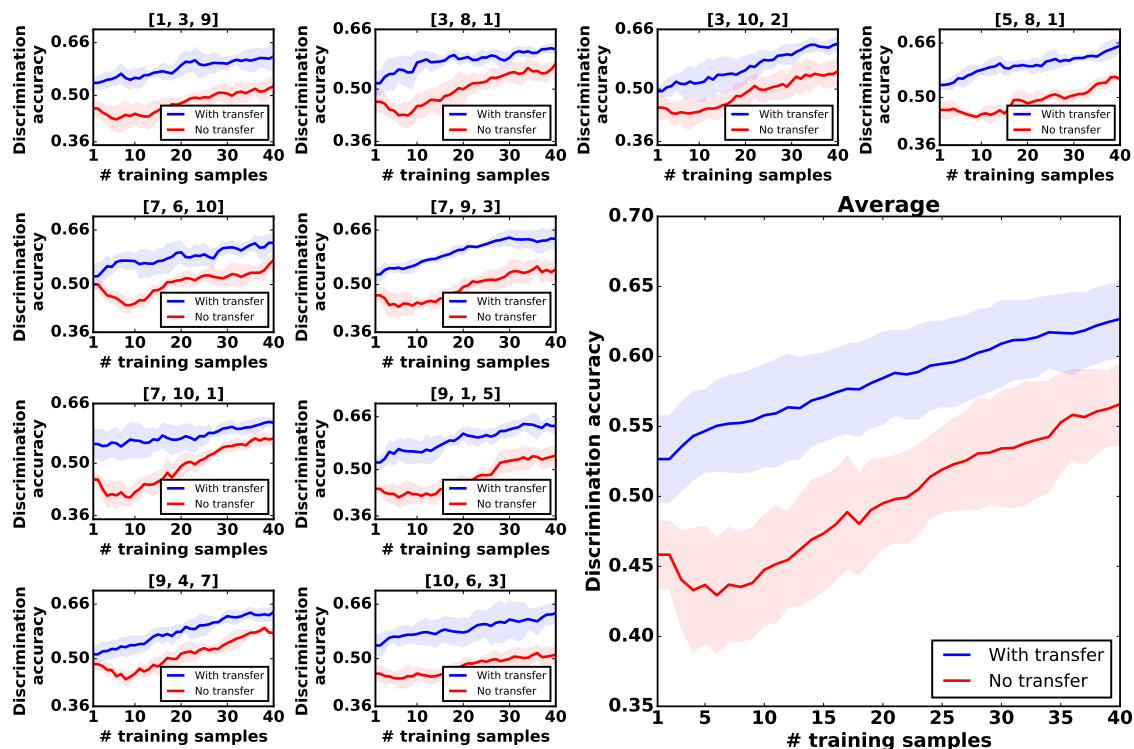 [1, 3, 9]
Discrimination
accuracy
0.66
0.50
0.36
With transfer
No transfer
1 10 20 30 40
# training samples
[3, 8, 1]
Discrimination
accuracy
0.66
0.50
0.36
With transfer
No transfer
1 10 20 30 40
# training samples
[3, 10, 2]
Discrimination
accuracy
0.66
0.50
0.36
With transfer
No transfer
1 10 20 30 40
# training samples
[5, 8, 1]
Discrimination
accuracy
0.66
0.50
0.36
With transfer
No transfer
1 10 20 30 40
# training samples
[7, 6, 10]
Discrimination
accuracy
0.66
0.50
0.36
With transfer
No transfer
1 10 20 30 40
# training samples
[7, 9, 3]
Discrimination
accuracy
0.66
0.50
0.36
With transfer
No transfer
1 10 20 30 40
# training samples
[7, 10, 1]
Discrimination
accuracy
0.66
0.50
0.36
With transfer
No transfer
1 10 20 30 40
# training samples
[9, 1, 5]
Discrimination
accuracy
0.66
0.50
0.36
With transfer
No transfer
1 10 20 30 40
# training samples
[9, 4, 7]
Discrimination
accuracy
0.66
0.50
0.36
With transfer
No transfer
1 10 20 30 40
# training samples
[10, 6, 3]
Discrimination
accuracy
0.66
0.50
0.36
With transfer
No transfer
1 10 20 30 40
# training samples
Average
Discrimination accuracy
0.70
0.65
0.60
0.55
0.50
0.45
0.40
0.35
With transfer
No transfer
1 5 10 15 20 25 30 35 40
# training samples